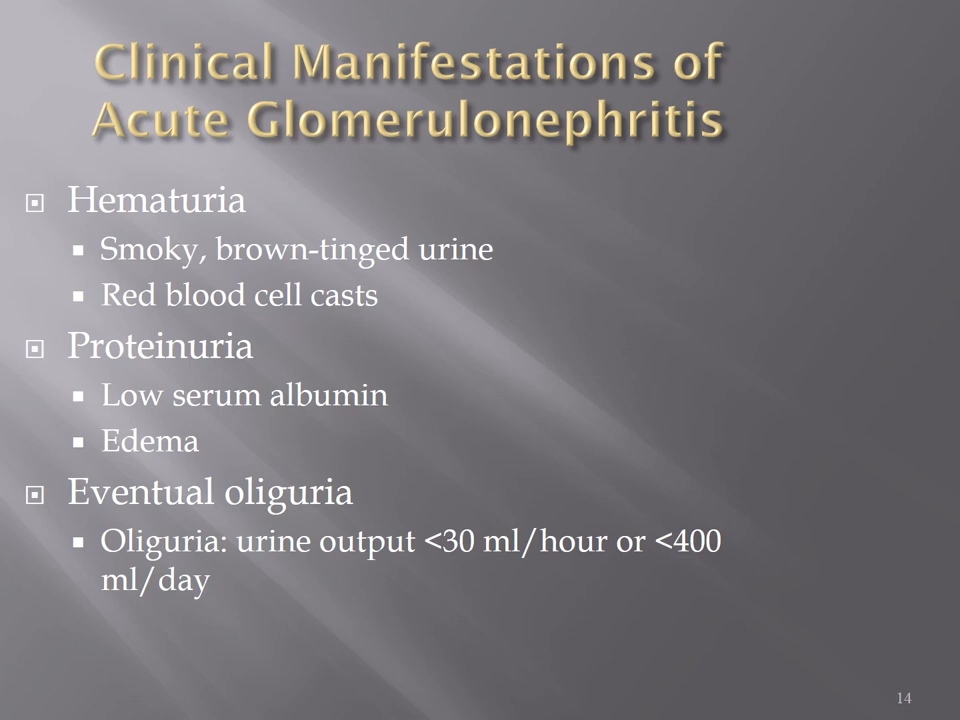 Clinical Manifestations of
Acute Glomerulonephritis
Hematuria
Smoky, brown-tinged urine
Red blood cell casts
Proteinuria
Low serum albumin
Edema
Eventual oliguria
Oliguria: urine output <30 ml/hour or <400
ml/day
14